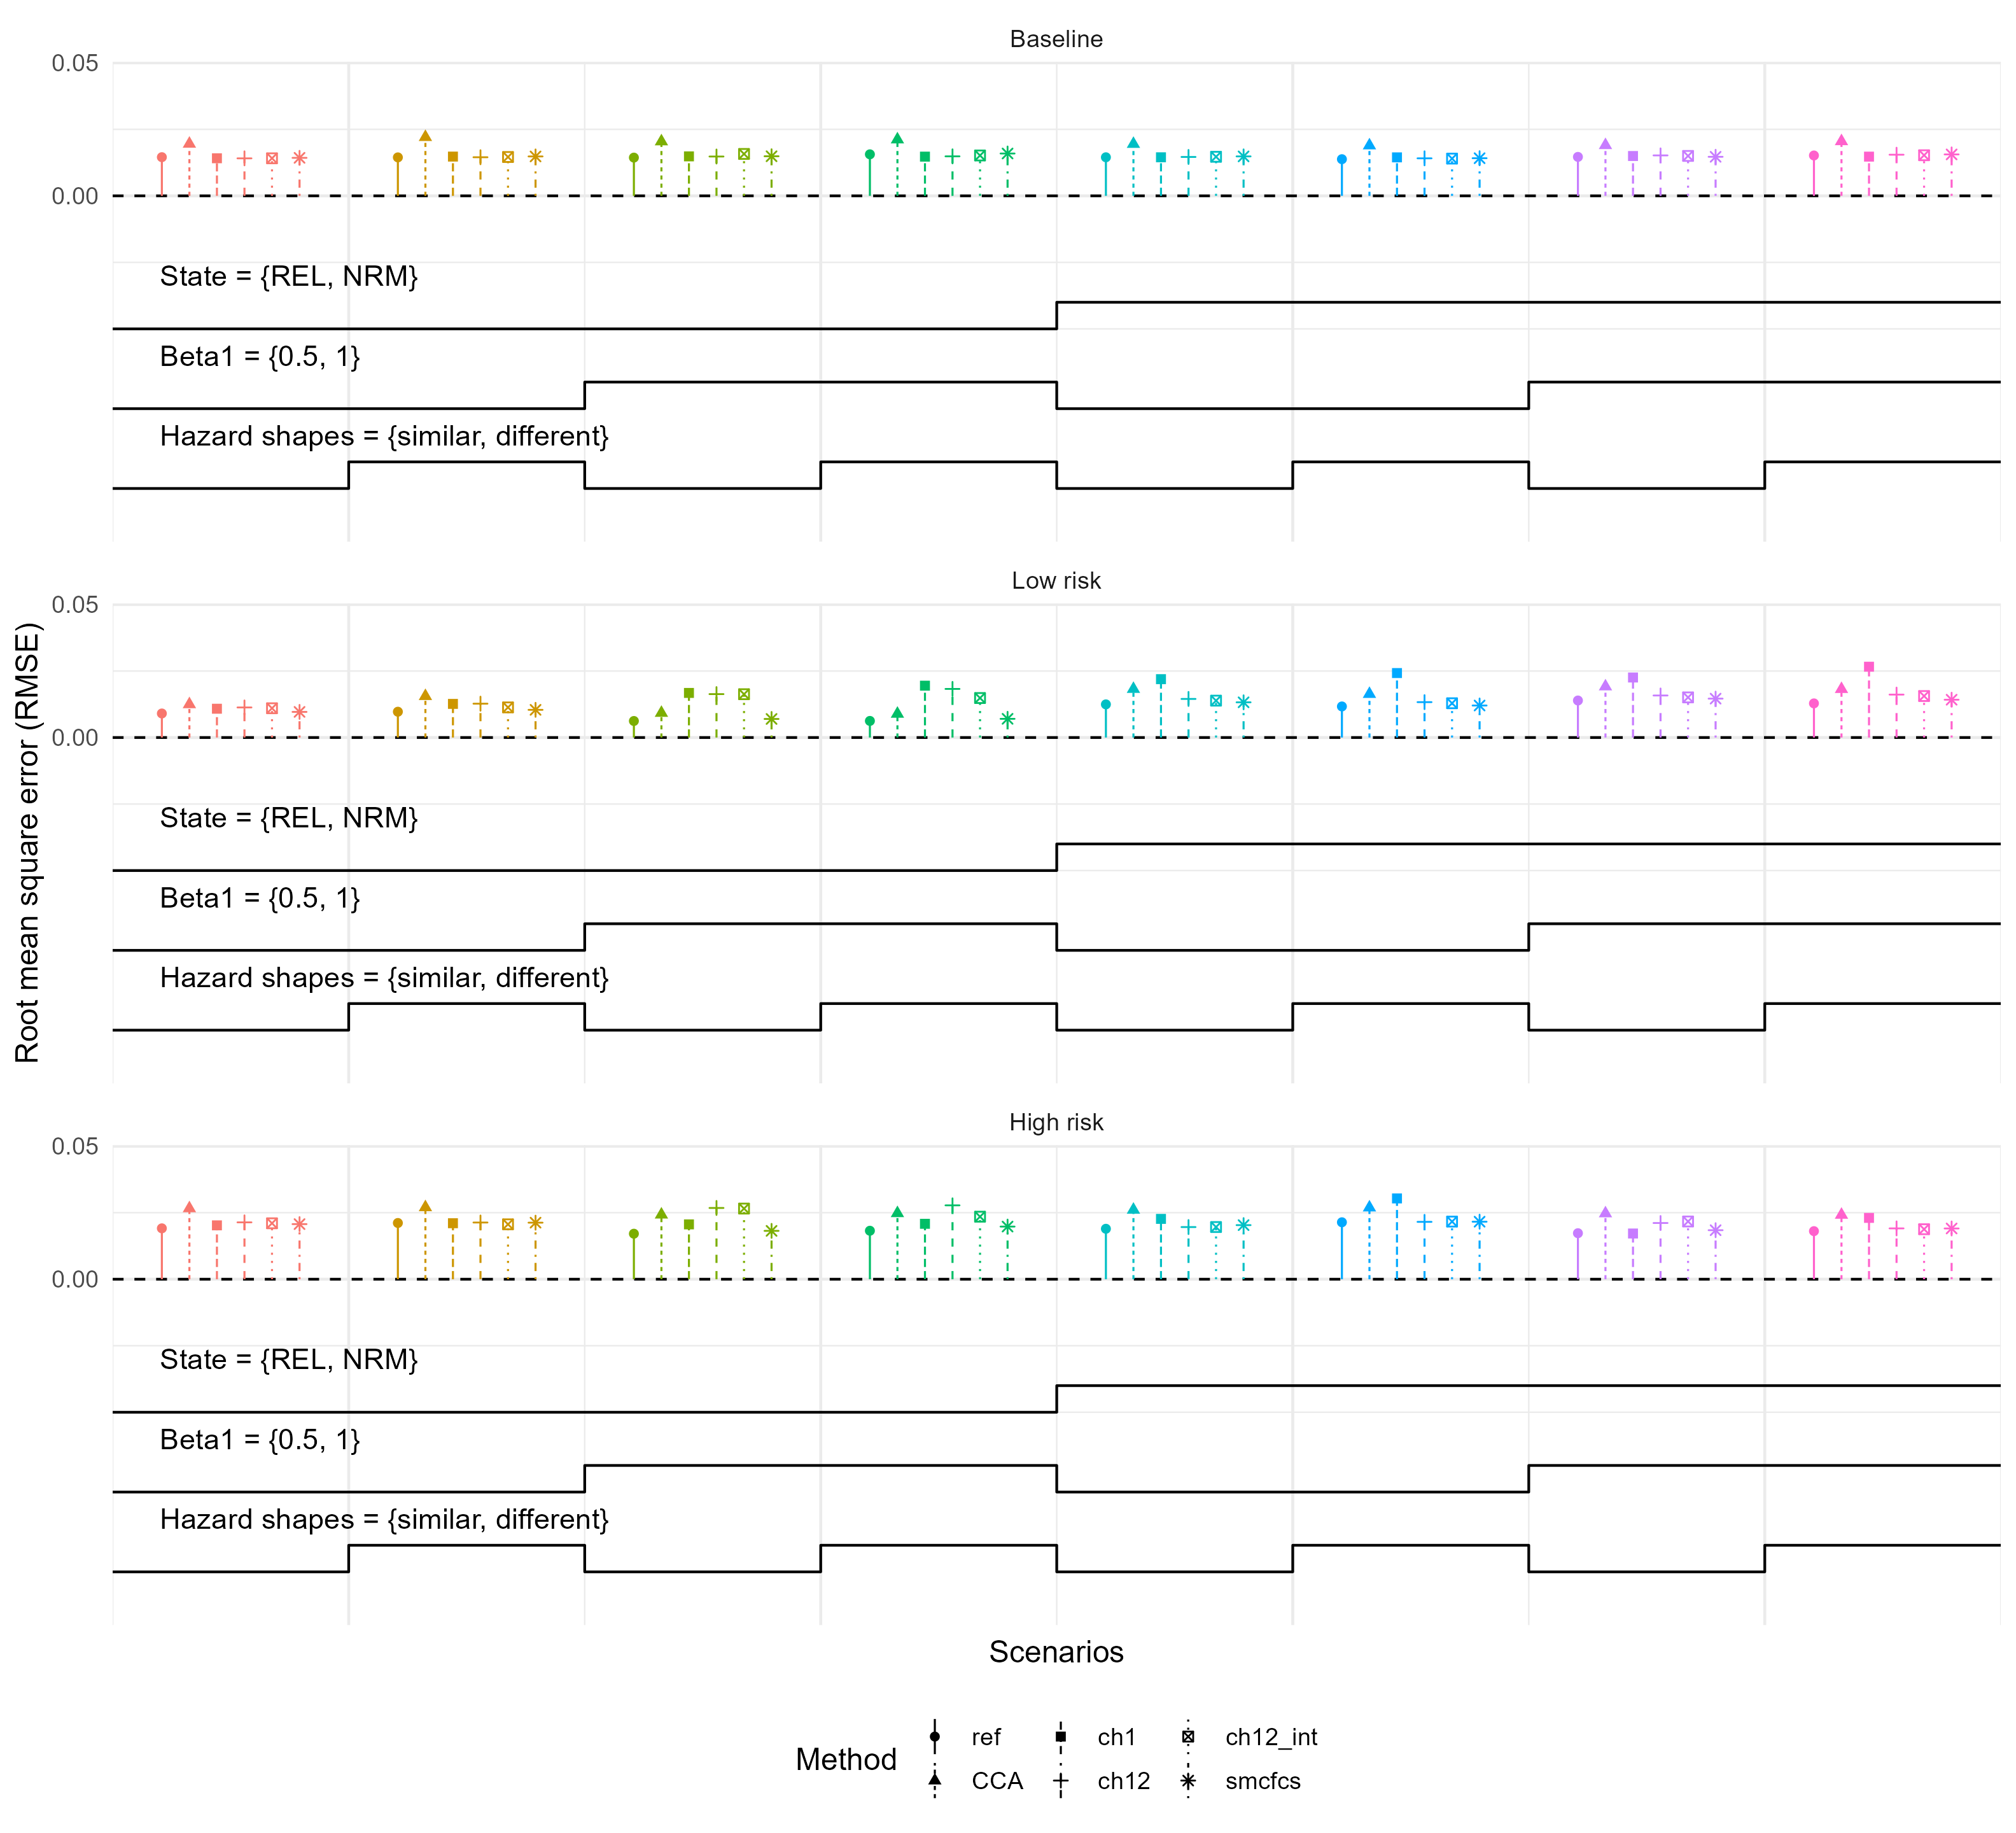 Baseline
0.05
0.00
State = {REL, NRM}
Beta1 = {0.5, 1}
Hazard shapes = {similar, different}
Low risk
0.05
0.00
State = {REL, NRM}
Beta1 = {0.5, 1}
Hazard shapes = {similar, different}
Root mean square error (RMSE)
High risk
0.05
0.00
State = {REL, NRM}
Beta1 = {0.5, 1}
Hazard shapes = {similar, different}
Scenarios
Method
ref ch1 ch12_int
CCA ch12 smcfcs